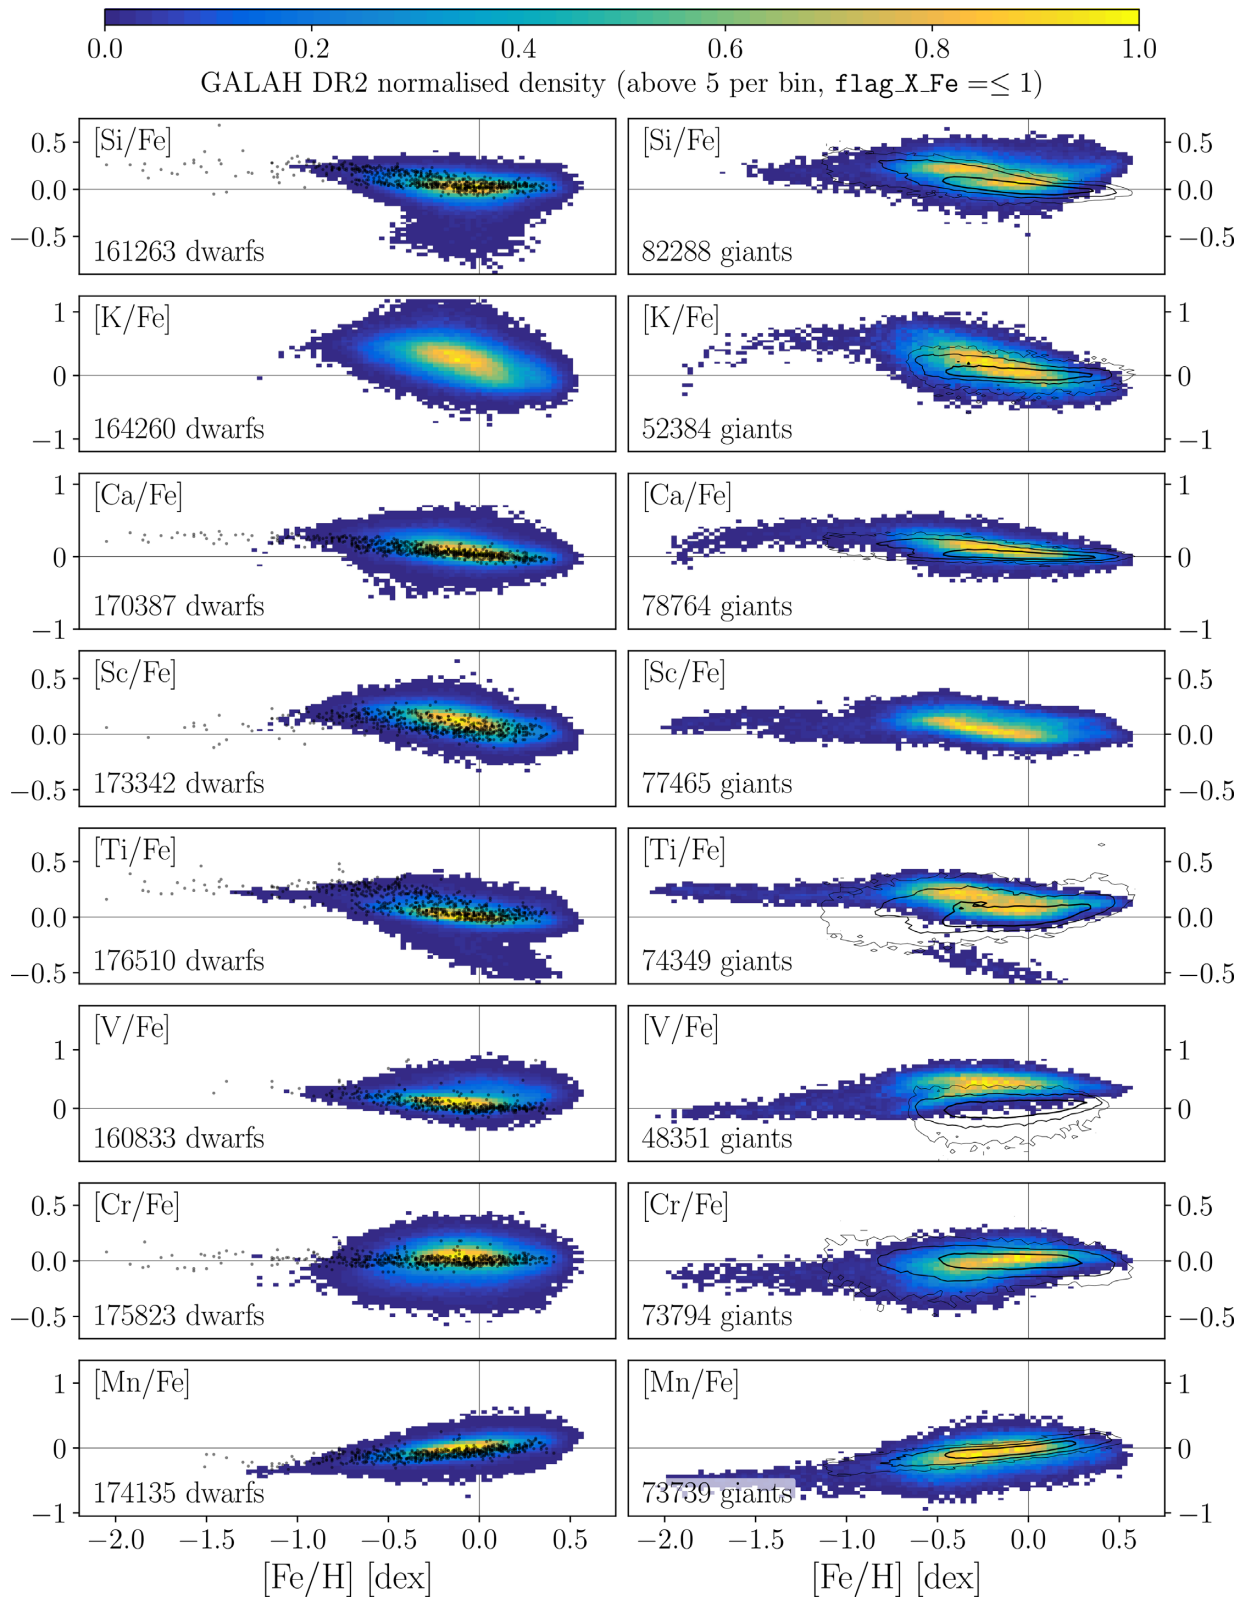 0.0 0.2 0.4 0.6 0.8 1.0
GALAH DR2 normalised density (above 5 per bin, flag_X_Fe =≤ 1)
[Si/Fe] [Si/Fe]
0.5 0.5
0.0 0.0
−0.5 −0.5
161263 dwarfs 82288 giants
[K/Fe] [K/Fe]
1 1
0 0
−1 −1
164260 dwarfs 52384 giants
[Ca/Fe] [Ca/Fe]
1 1
0 0
170387 dwarfs 78764 giants
−1 −1
[Sc/Fe] [Sc/Fe]
0.5 0.5
0.0 0.0
−0.5 −0.5
173342 dwarfs 77465 giants
[Ti/Fe] [Ti/Fe]
0.5 0.5
0.0 0.0
−0.5 −0.5
176510 dwarfs 74349 giants
[V/Fe] [V/Fe]
1 1
0 0
160833 dwarfs 48351 giants
[Cr/Fe] [Cr/Fe]
0.5 0.5
0.0 0.0
−0.5 −0.5
175823 dwarfs 73794 giants
[Mn/Fe] [Mn/Fe]
1 1
0 0
174135 dwarfs 73739 giants
−1 −1
−2.0 −1.5 −1.0 −0.5 0.0 0.5 −2.0 −1.5 −1.0 −0.5 0.0 0.5
[Fe/H] [dex] [Fe/H] [dex]